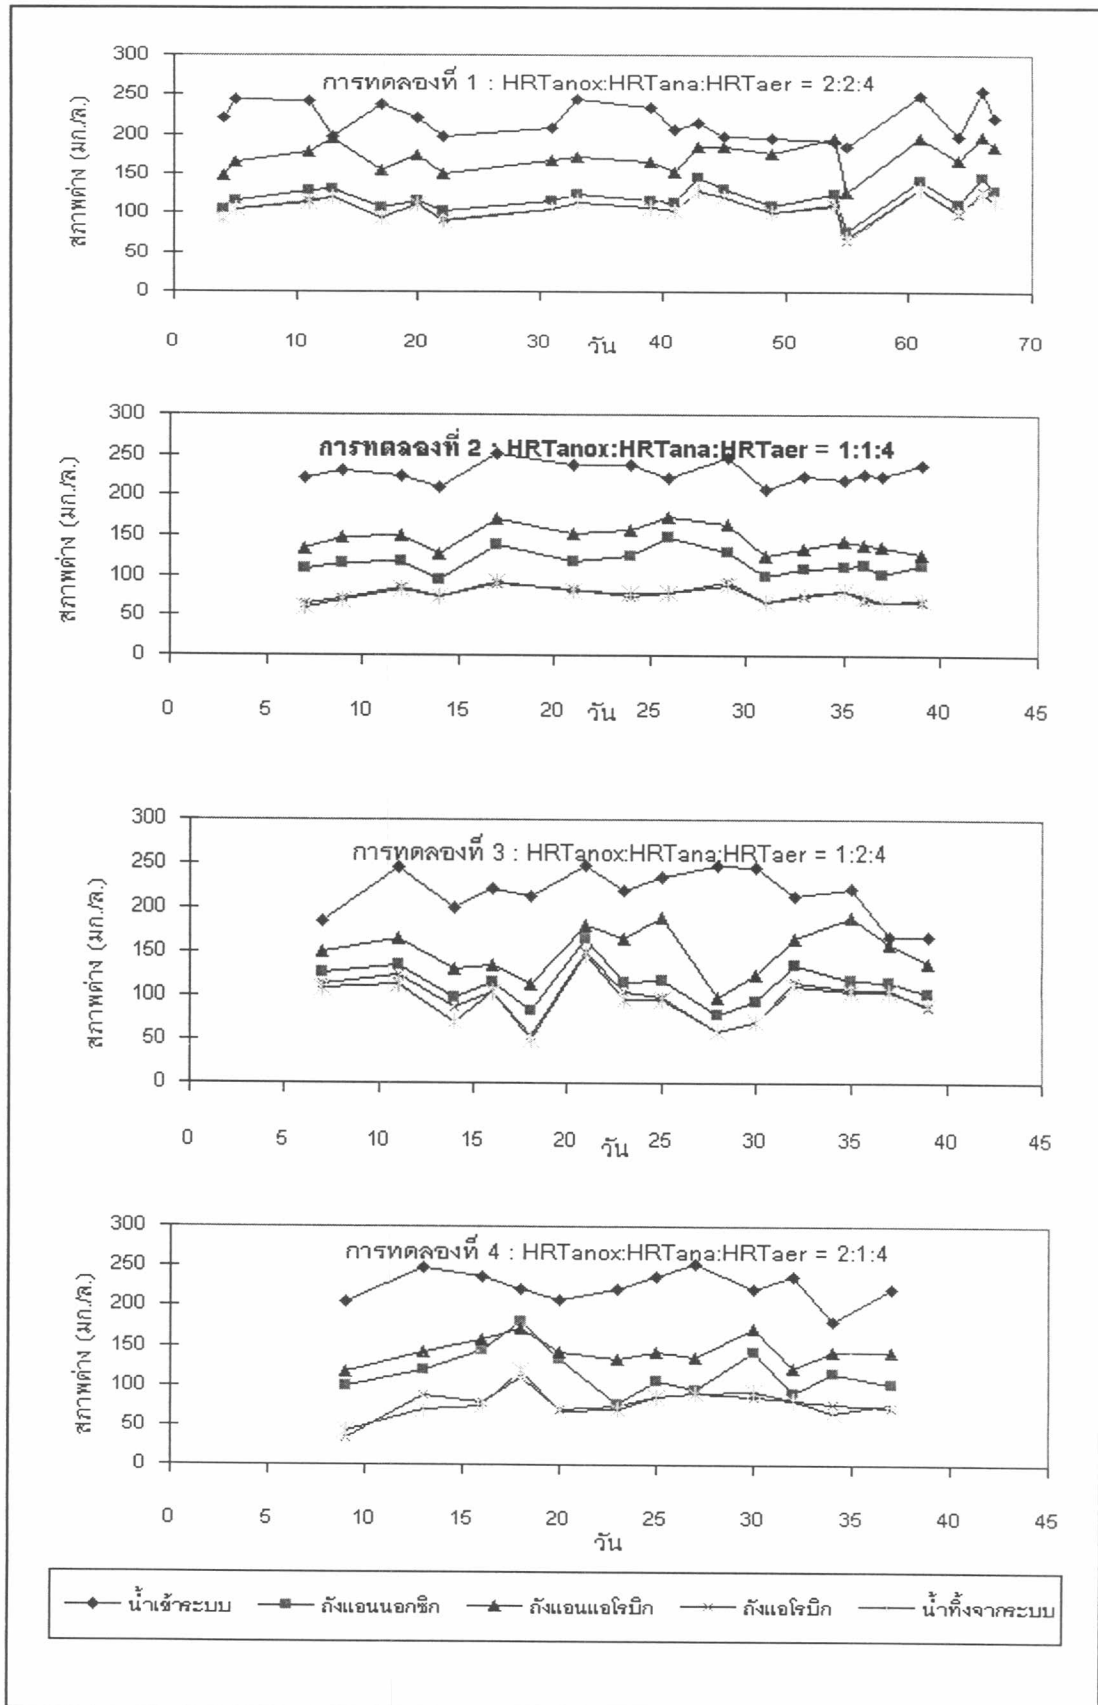 การทดลองที่ 1 : HRTanox:HRTana:HRTaer = 2:2:4
สภาพด่าง (มก./ล.)
300
250
200
150
100
50
0
0 10 20 30 40 50 60 70
วัน
การทดลองที่ 2 : HRTanox:HRTana:HRTaer = 1:1:4
สภาพด่าง (มก./ล.)
300
250
200
150
100
50
0
0 5 10 15 20 25 30 35 40 45
วัน
การทดลองที่ 3 : HRTanox:HRTana:HRTaer = 1:2:4
สภาพด่าง (มก./ล.)
300
250
200
150
100
50
0
0 5 10 15 20 25 30 35 40 45
วัน
การทดลองที่ 4 : HRTanox:HRTana:HRTaer = 2:1:4
สภาพด่าง (มก./ล.)
300
250
200
150
100
50
0
0 5 10 15 20 25 30 35 40 45
วัน
น้ำเข้าระบบ ถังแอนนอกซิก ถังแอนแอโรบิก ถังแอโรบิก น้ำทิ้งจากระบบ